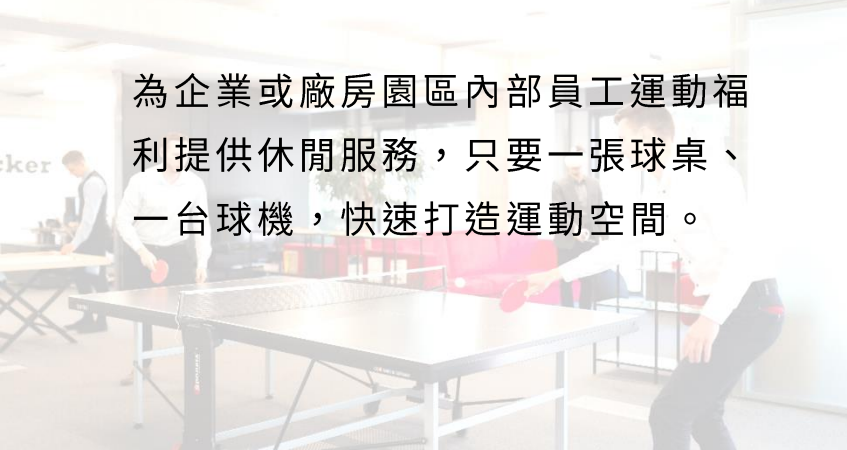 為企業或廠房園區內部員工運動福
利提供休閒服務，只要一張球桌、
一台球機，快速打造運動空間。
cker